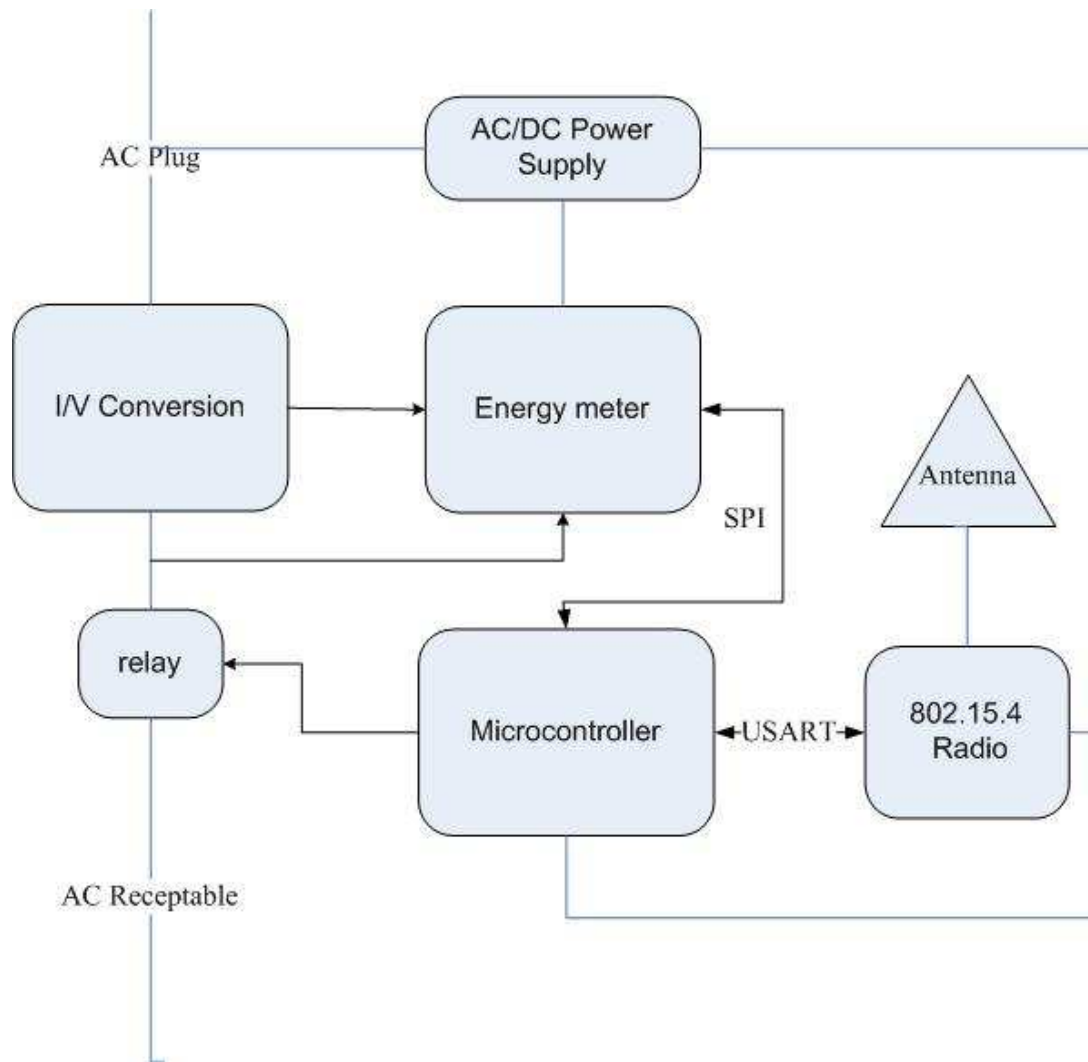 AC/DC Power
Supply
AC Plug
I/V Conversion
Energy meter
Antenna
SPI
relay
Microcontroller
USART
802.15.4
Radio
AC Receptable